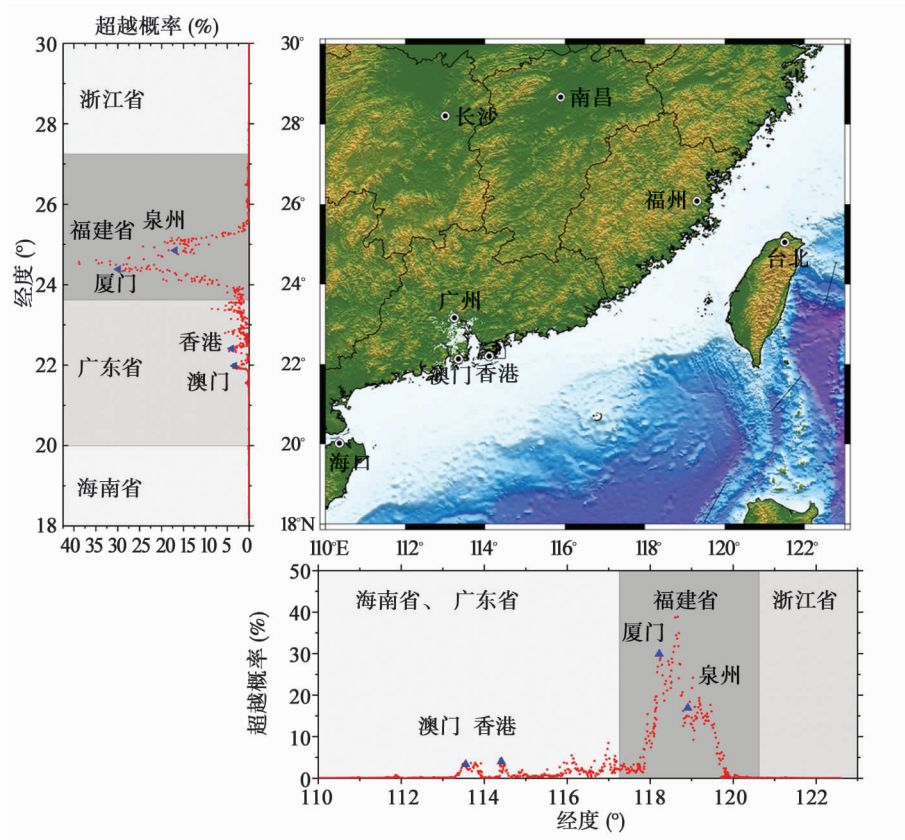 超越概率 (%)
30
28
26
24
22
20
18
经度 (°)
浙江省
福建省
泉州
厦门
香港
广东省
澳门
海南省
40 35 30 25 20 15 10 5 0
30°
28°
26°
24°
22°
20°
18°N
110°E 112° 114° 116° 118° 120° 122°
南昌
长沙
福州
台北
广州
澳门 香港
海口
50
40
30
20
10
0
超越概率 (%)
海南省、 广东省
福建省
浙江省
厦门
泉州
澳门 香港
110 112 114 116 118 120 122
经度 (°)